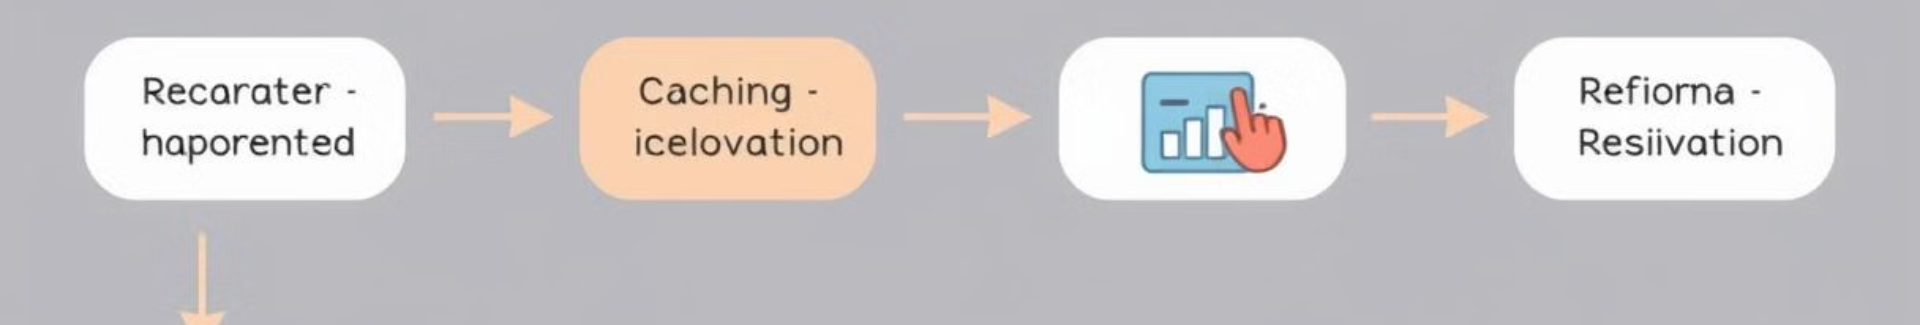 Recarater -
haporented
Caching -
icelovation
Refiorna -
Resiivation